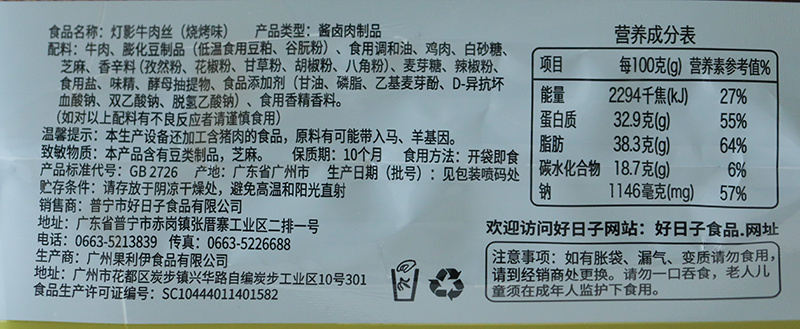 食品名称：灯影牛肉丝（烧烤味） 产品类型：酱卤肉制品
配料：牛肉、膨化豆制品（低温食用豆粕、谷朊粉）、食用调和油、鸡肉、白砂糖、
芝麻、香辛料（孜然粉、花椒粉、甘草粉、胡椒粉、八角粉）、麦芽糖、辣椒粉、
食用盐、味精、酵母抽提物、食品添加剂（甘油、磷脂、乙基麦芽酚、D-异抗坏
血酸钠、双乙酸钠、脱氢乙酸钠）、食用香精香料。
（如对以上配料有不良反应者请谨慎食用）
温馨提示：本生产设备还加工含猪肉的食品，原料有可能带入马、羊基因。
致敏物质：本产品含有豆类制品，芝麻。 保质期：10个月 食用方法：开袋即食
产品标准代号：GB 2726 产地：广东省广州市 生产日期（批号）：见包装喷码处
贮存条件：请存放于阴凉干燥处，避免高温和阳光直射
销售商：普宁市好日子食品有限公司
地址：广东省普宁市赤岗镇张厝寨工业区二排一号
电话：0663-5213839 传真：0663-5226688
生产商：广州果利伊食品有限公司
地址：广州市花都区炭步镇兴华路自编炭步工业区10号301
食品生产许可证编号：SC10444011401582
营养成分表
项目 每100克(g) 营养素参考值%
能量 2294千焦(kJ) 27%
蛋白质 32.9克(g) 55%
脂肪 38.3克(g) 64%
碳水化合物 18.7克(g) 6%
钠 1146毫克(mg) 57%
欢迎访问好日子网站：好日子食品.网址
注意事项：如有胀袋、漏气、变质请勿食用，
请到经销商处更换。请勿一口吞食，老人儿
童须在成年人监护下食用。